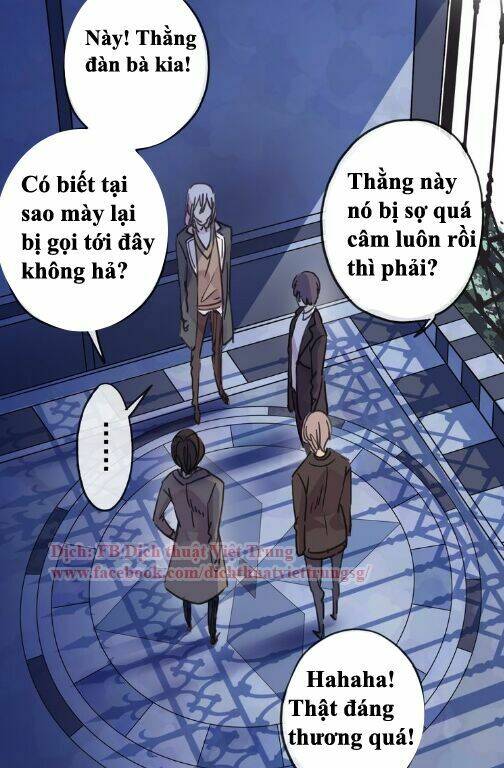 Này! Thằng
đàn bà kia!
Có biết tại
sao mày lại
bị gọi tới đây
không hả?
Thằng này
nó bị sợ quá
câm luôn rồi
thì phải?
......
Dịch: FB Dịch thuật Việt Trung
www.facebook.com/dichthuatviettrungsg/
Hahaha!
Thật đáng
thương quá!